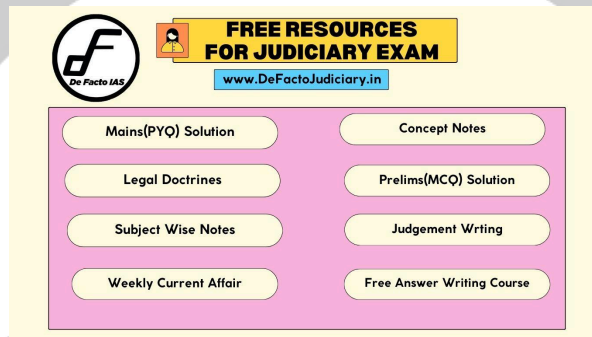 De Facto IAS
FREE RESOURCES
FOR JUDICIARY EXAM
www.DeFactoJudiciary.in
Mains(PYQ) Solution
Concept Notes
Legal Doctrines
Prelims(MCQ) Solution
Subject Wise Notes
Judgement Wrting
Weekly Current Affair
Free Answer Writing Course